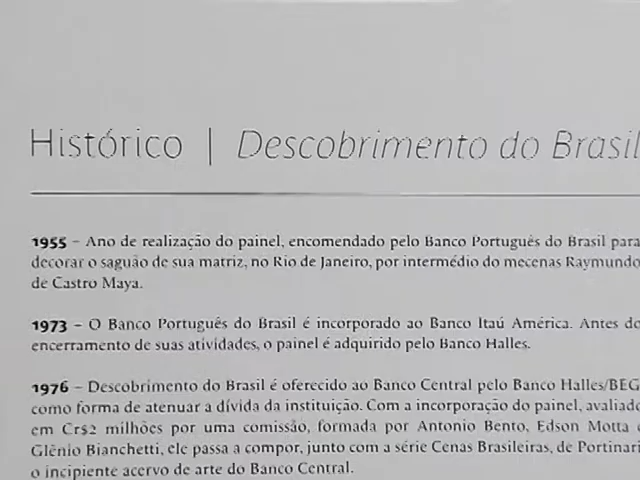 Histórico | Descobrimento do Brasil
1955 – Ano de realização do painel, encomendado pelo Banco Português do Brasil para
decorar o saguão de sua matriz, no Rio de Janeiro, por intermédio do mecenas Raymundo
de Castro Maya.
1973 – O Banco Português do Brasil é incorporado ao Banco Itaú América. Antes do
encerramento de suas atividades, o painel é adquirido pelo Banco Halles.
1976 – Descobrimento do Brasil é oferecido ao Banco Central pelo Banco Halles/BEG
como forma de atenuar a dívida da instituição. Com a incorporação do painel, avaliado
em Cr$2 milhões por uma comissão, formada por Antonio Bento, Edson Motta e
Glênio Bianchetti, ele passa a compor, junto com a série Cenas Brasileiras, de Portinari
o incipiente acervo de arte do Banco Central.